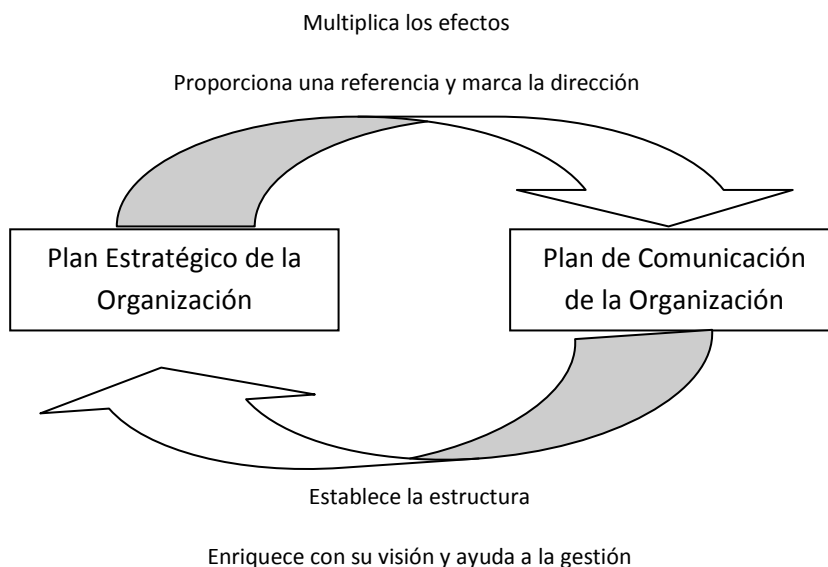 Multiplica los efectos
Proporciona una referencia y marca la dirección
Plan Estratégico de la
Organización
Plan de Comunicación
de la Organización
Establece la estructura
Enriquece con su visión y ayuda a la gestión